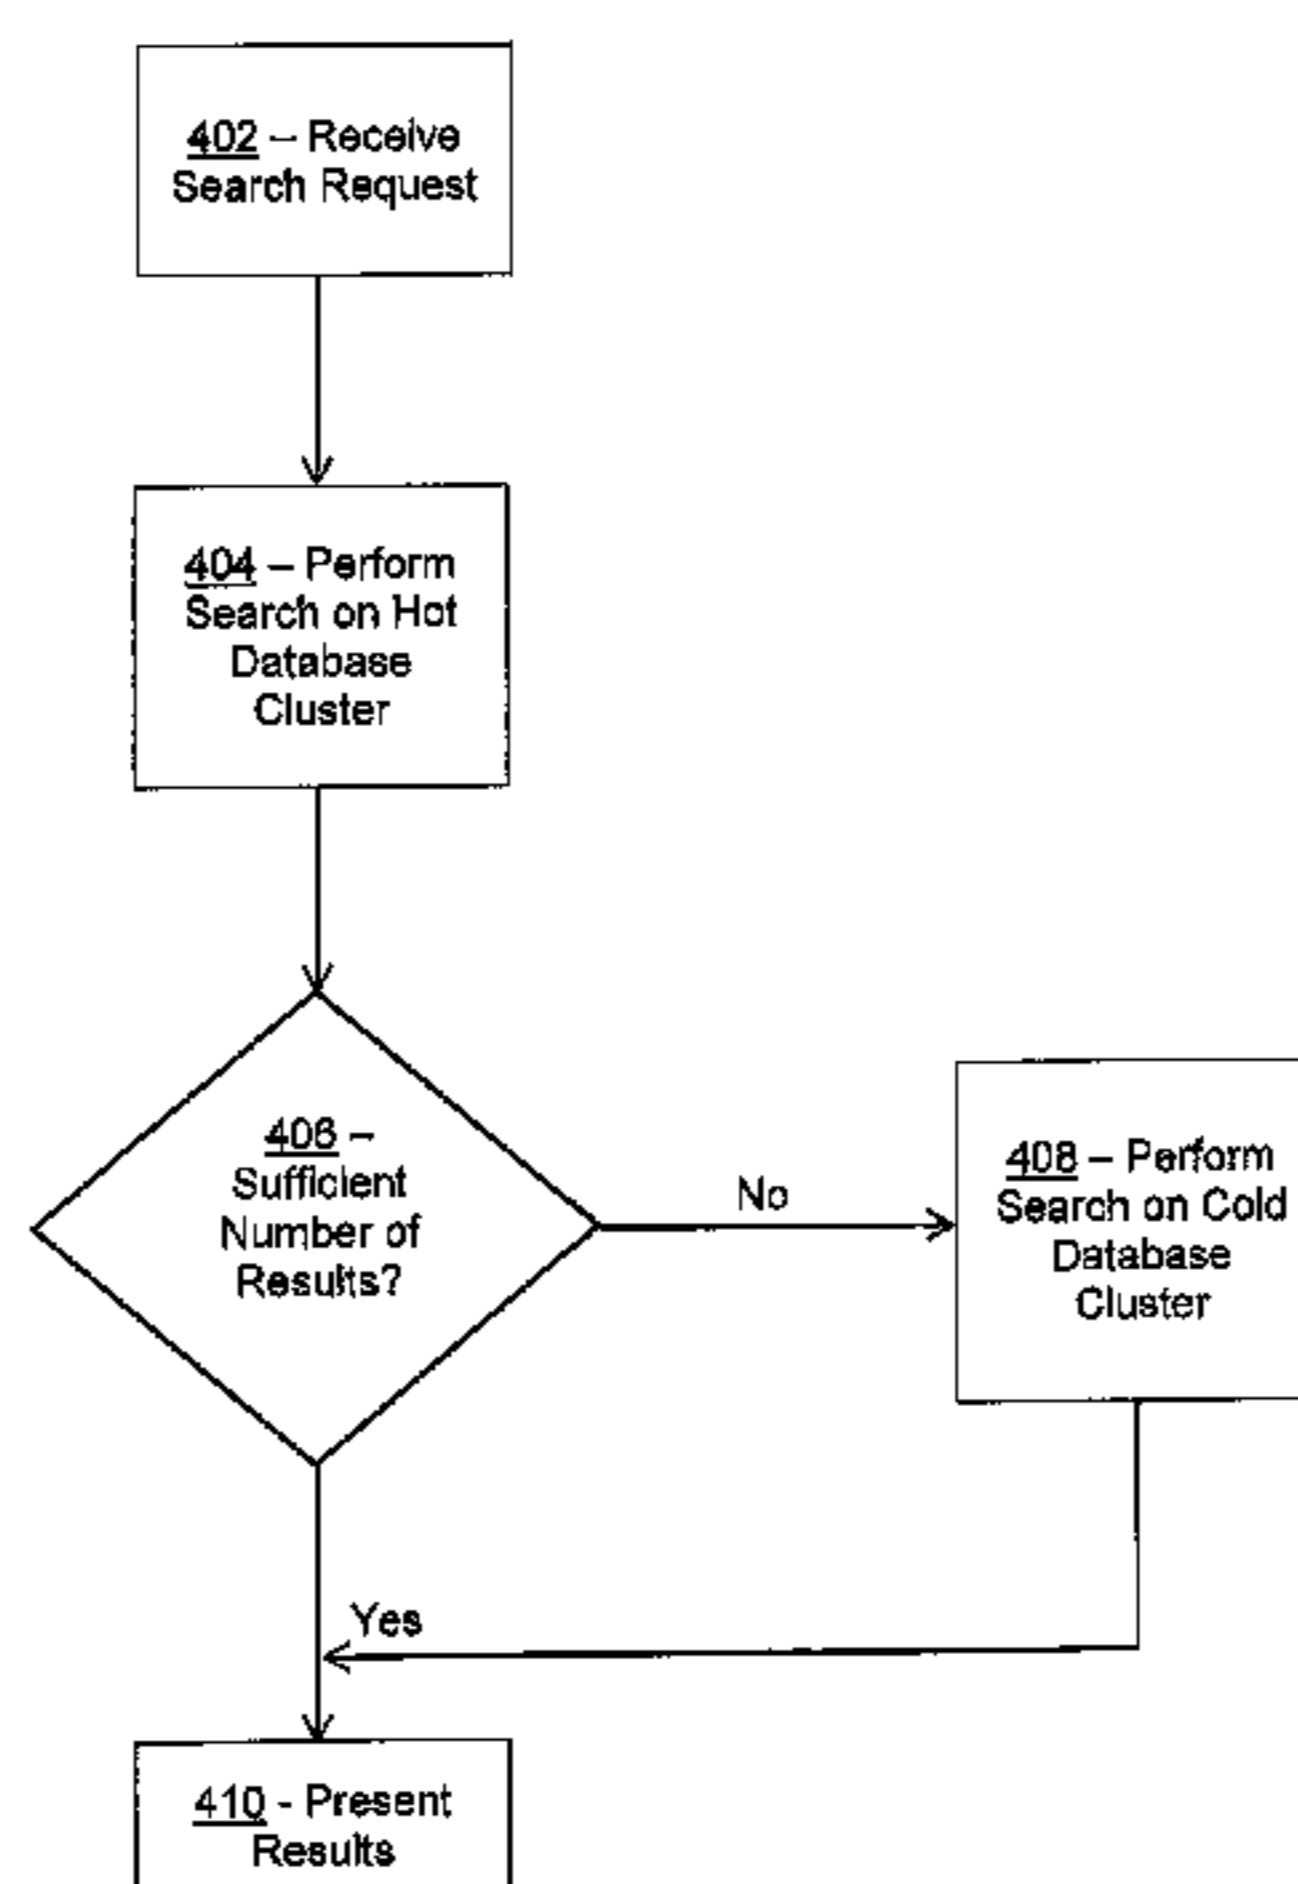 402 – Receive
Search Request
404 – Perform
Search on Hot
Database
Cluster
406 –
Sufficient
Number of
Results?
No
408 – Perform
Search on Cold
Database
Cluster
Yes
410 - Present
Results